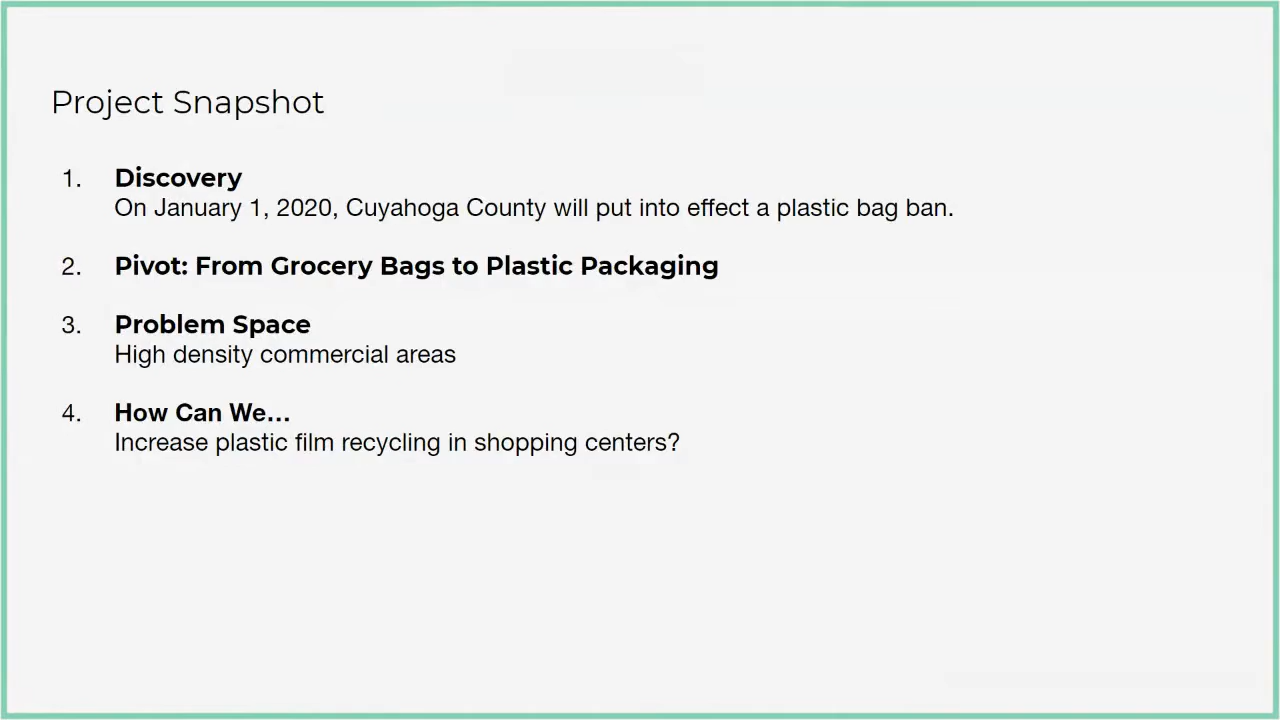 Project Snapshot
1. Discovery
On January 1, 2020, Cuyahoga County will put into effect a plastic bag ban.
2. Pivot: From Grocery Bags to Plastic Packaging
3. Problem Space
High density commercial areas
4. How Can We…
Increase plastic film recycling in shopping centers?